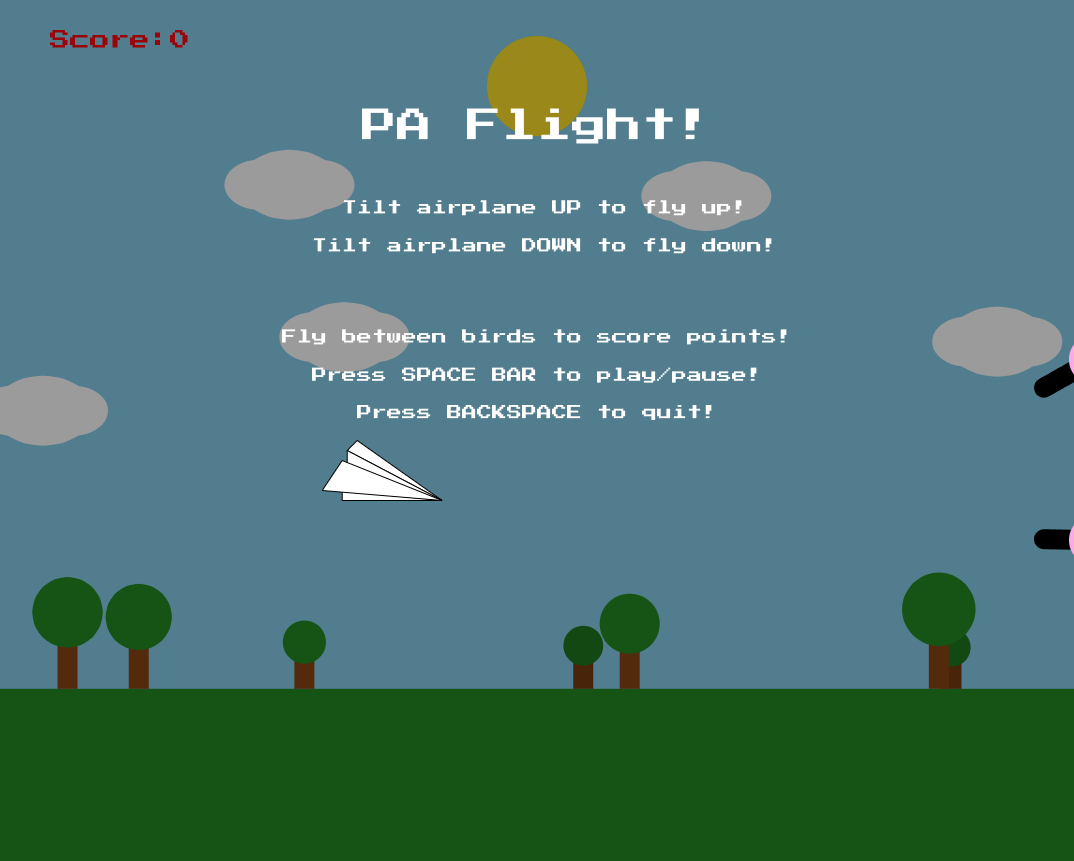 Score:0
PA Flight!
Tilt airplane UP to fly up!
Tilt airplane DOWN to fly down!
Fly between birds to score points!
Press SPACE BAR to play/pause!
Press BACKSPACE to quit!